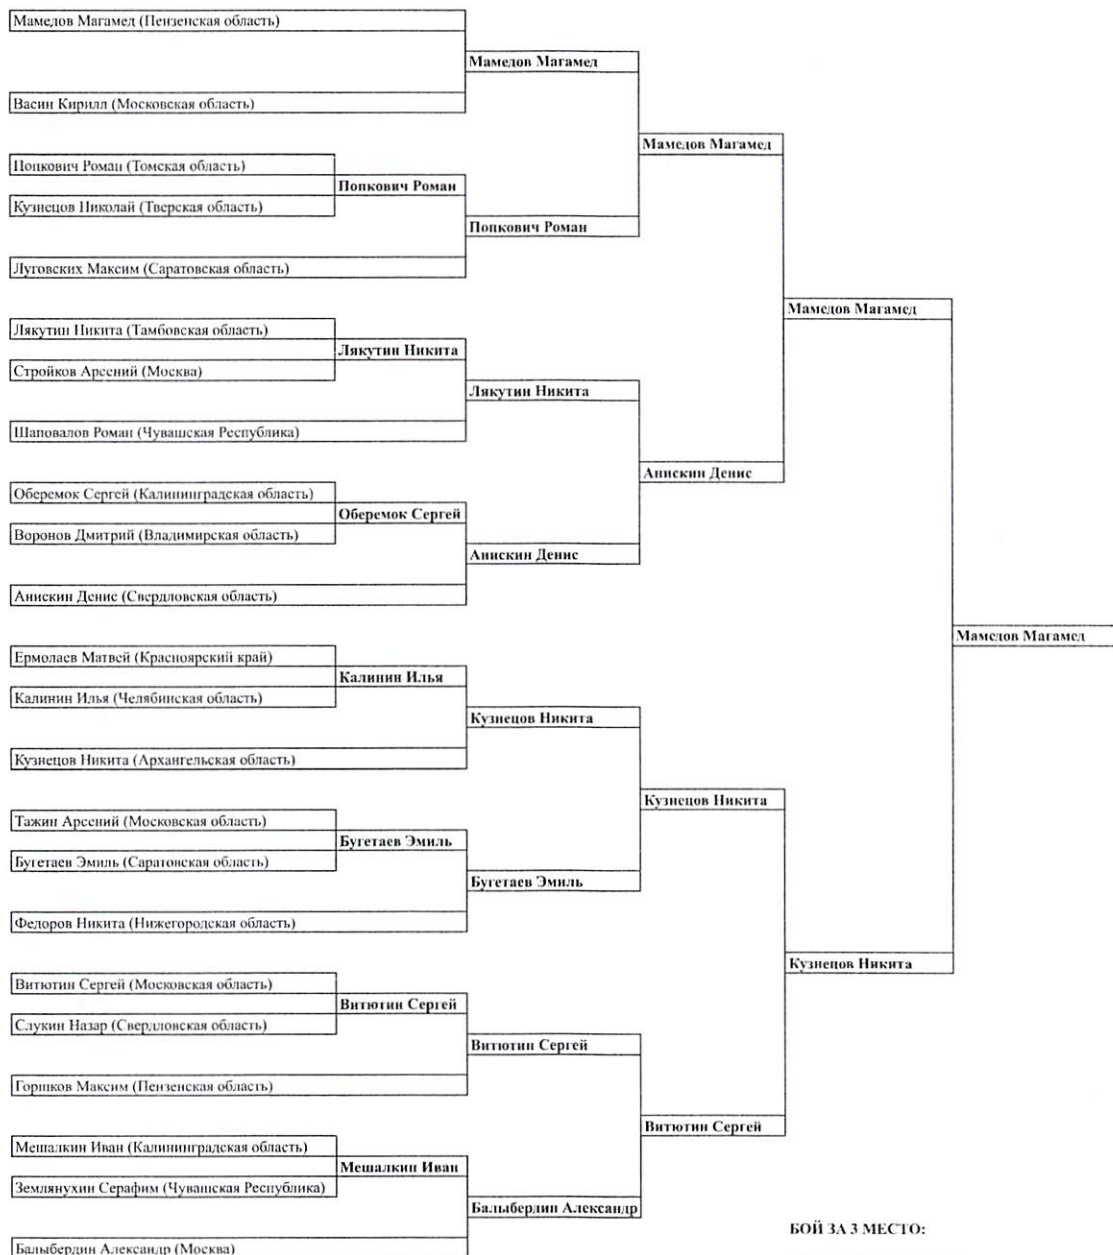 Мамедов Магамед (Пензенская область)
Мамедов Магамед
Васин Кирилл (Московская область)
Мамедов Магамед
Попкович Роман (Томская область)
Попкович Роман
Кузнецов Николай (Тверская область)
Попкович Роман
Луговских Максим (Саратовская область)
Мамедов Магамед
Лякутин Никита (Тамбовская область)
Лякутин Никита
Стройков Арсений (Москва)
Лякутин Никита
Шаповалов Роман (Чувашская Республика)
Анискин Денис
Оберемок Сергей (Калининградская область)
Оберемок Сергей
Воронов Дмитрий (Владимирская область)
Анискин Денис
Анискин Денис (Свердловская область)
Мамедов Магамед
Ермолаев Матвей (Красноярский край)
Калинин Илья
Калинин Илья (Челябинская область)
Кузнецов Никита
Кузнецов Никита (Архангельская область)
Кузнецов Никита
Тажин Арсений (Московская область)
Бугетаев Эмиль
Бугетаев Эмиль (Саратовская область)
Бугетаев Эмиль
Федоров Никита (Нижегородская область)
Кузнецов Никита
Витютин Сергей (Московская область)
Витютин Сергей
Слукин Назар (Свердловская область)
Витютин Сергей
Горшков Максим (Пензенская область)
Витютин Сергей
Мешалкин Иван (Калининградская область)
Мешалкин Иван
Землянухин Серафим (Чувашская Республика)
Балыбердин Александр
БОЙ ЗА 3 МЕСТО:
Балыбердин Александр (Москва)